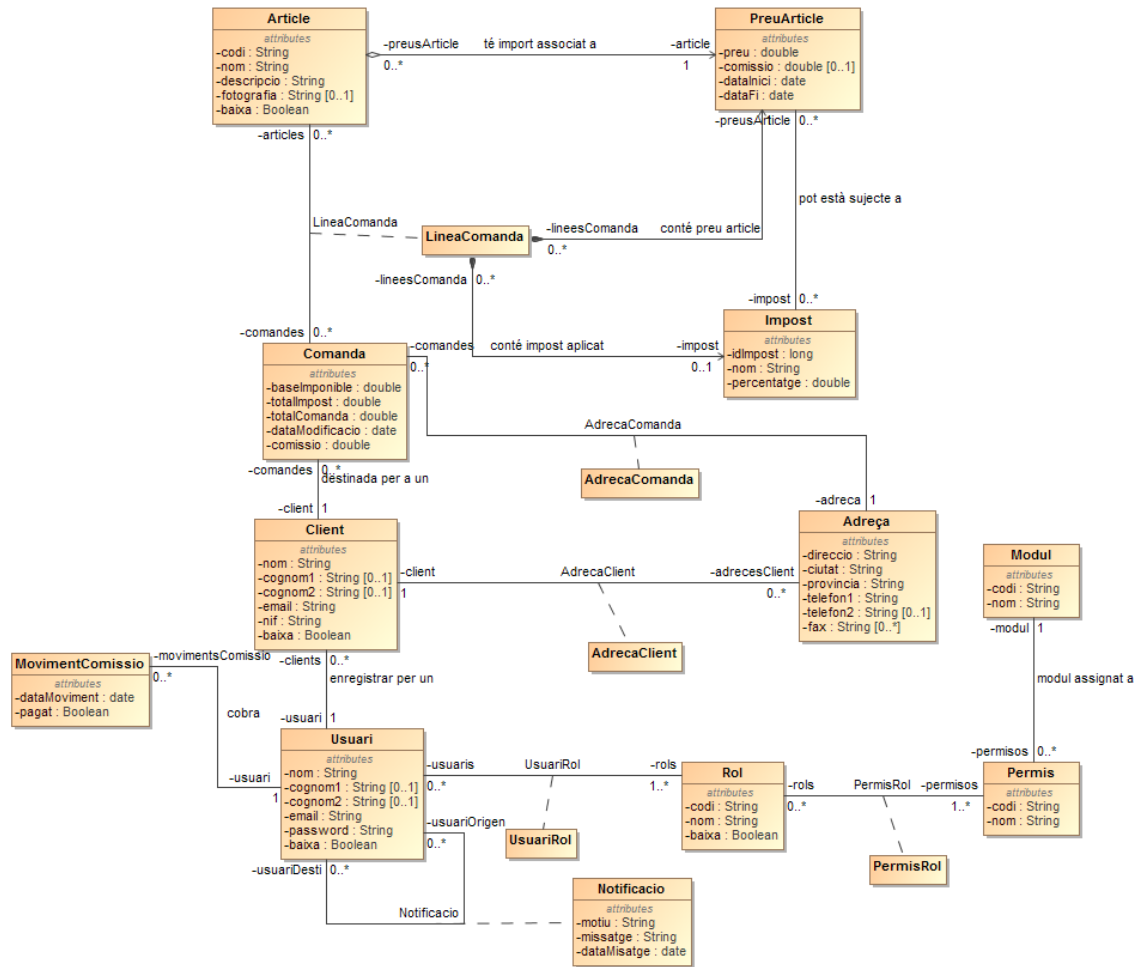 Article
attributes
-codi : String
-nom : String
-descripcio : String
-fotografia : String [0..1]
-baixa : Boolean
-preusArticle
0..*
té import associat a
-article
1
PreuArticle
attributes
-preu : double
-comissio : double [0..1]
-dataInici : date
-dataFi : date
-articles
0..*
-preusArticle
0..*
pot està sujecte a
LineaComanda
LineaComanda
-lineesComanda
0..*
conté preu article
-lineesComanda
0..*
-impost
0..*
Impost
attributes
-idImpost : long
-nom : String
-percentatge : double
-comandes
0..*
conté impost aplicat
-impost
0..1
Comanda
attributes
-baseImponible : double
-totalImpost : double
-totalComanda : double
-dataModificacio : date
-comissio : double
-comandes
0..*
AdrecaComanda
AdrecaComanda
-comandes
0..*
destinada per a un
-client
1
-adreca
1
Client
attributes
-nom : String
-cognom1 : String [0..1]
-cognom2 : String [0..1]
-email : String
-nif : String
-baixa : Boolean
-client
1
AdrecaClient
-adrecesClient
0..*
AdrecaClient
Adreça
attributes
-direccio : String
-ciutat : String
-provincia : String
-telefon1 : String
-telefon2 : String [0..1]
-fax : String [0..*]
Modul
attributes
-codi : String
-nom : String
-modul
1
modul assignat a
-permisos
0..*
MovimentComissio
attributes
-dataMoviment : date
-pagat : Boolean
-movimentsComissio
0..*
cobra
-usuari
1
-clients
0..*
enregistrar per un
-usuari
1
Usuari
attributes
-nom : String
-cognom1 : String [0..1]
-cognom2 : String [0..1]
-email : String
-password : String
-baixa : Boolean
-usuaris
0..*
UsuariRol
-rols
1..*
UsuariRol
Rol
attributes
-codi : String
-nom : String
-baixa : Boolean
-rols
0..*
PermisRol
-permisos
1..*
PermisRol
Permis
attributes
-codi : String
-nom : String
-usuariOrigen
0..*
-usuariDesti
0..*
Notificacio
Notificacio
attributes
-motiu : String
-missatge : String
-dataMisatge : date